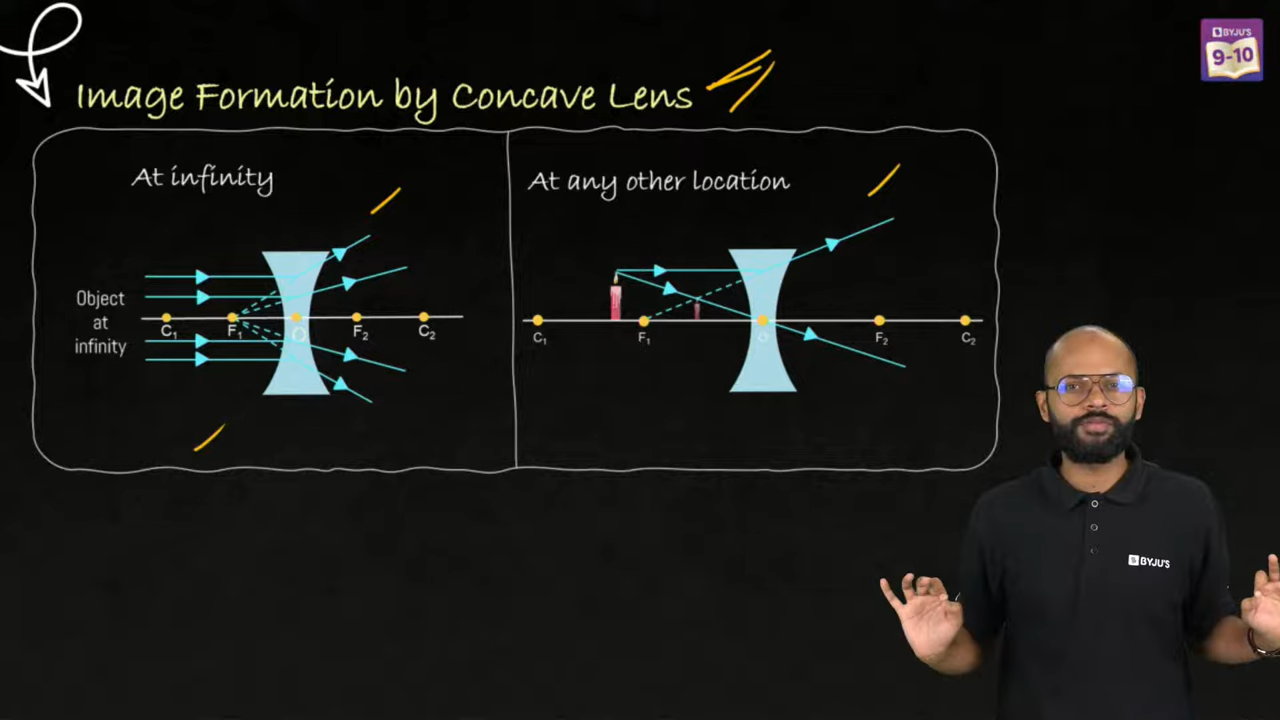 BYJU'S
9-10
Image Formation by Concave Lens
At infinity
At any other location
Object
at
infinity
C₁ F₁ O F₂ C₂
C₁ F₁ O F₂ C₂
BYJU'S